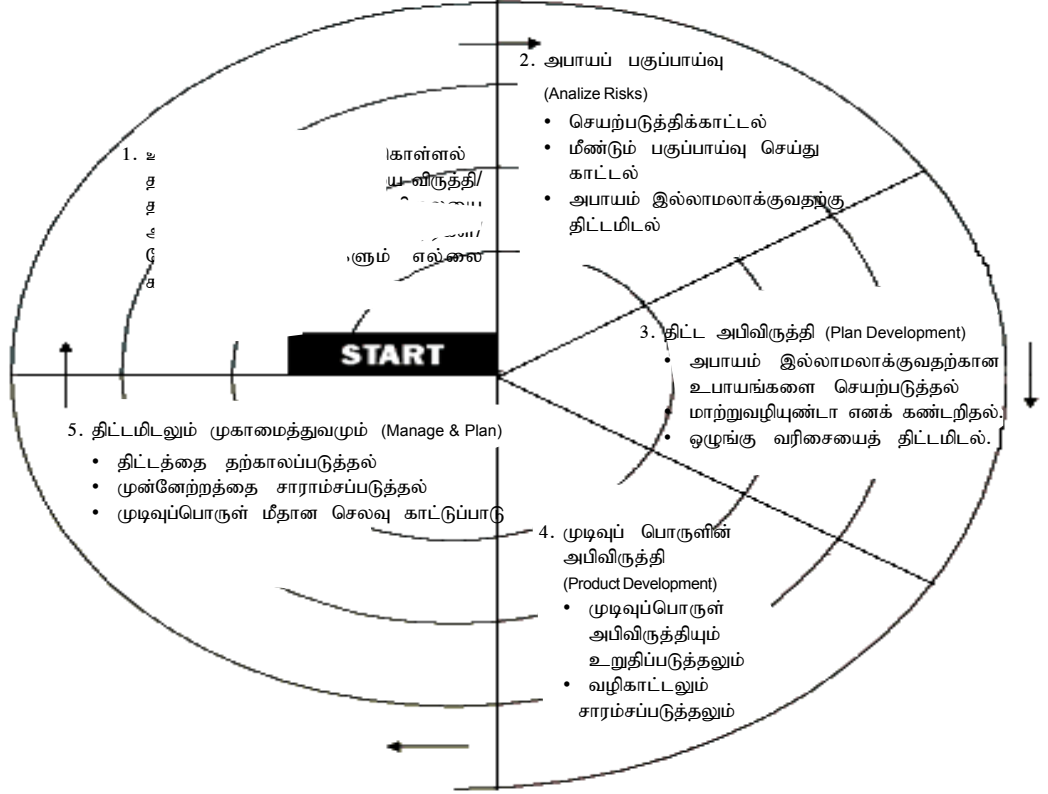 1.
கொள்ளல்
விருத்தி/
ளும் எல்லை
START
2. அபாயப் பகுப்பாய்வு
(Analize Risks)
• செயற்படுத்திக்காட்டல்
• மீண்டும் பகுப்பாய்வு செய்து
காட்டல்
• அபாயம் இல்லாமலாக்குவதற்கு
திட்டமிடல்
3. திட்ட அபிவிருத்தி (Plan Development)
• அபாயம் இல்லாமலாக்குவதற்கான
உபாயங்களை செயற்படுத்தல்
• மாற்றுவழியுண்டா எனக் கண்டறிதல்.
• ஒழுங்கு வரிசையைத் திட்டமிடல்.
4. முடிவுப் பொருளின்
அபிவிருத்தி
(Product Development)
• முடிவுப்பொருள்
அபிவிருத்தியும்
உறுதிப்படுத்தலும்
• வழிகாட்டலும்
சாரம்சப்படுத்தலும்
5. திட்டமிடலும் முகாமைத்துவமும் (Manage & Plan)
• திட்டத்தை தற்காலப்படுத்தல்
• முன்னேற்றத்தை சாராம்சப்படுத்தல்
• முடிவுப்பொருள் மீதான செலவு காட்டுப்பாடு